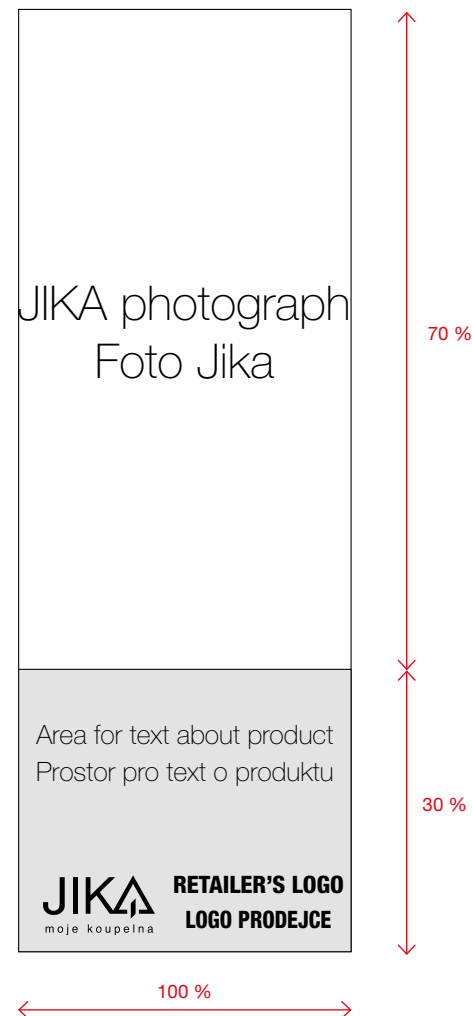 JIKA photograph
Foto Jika
70 %
Area for text about product
Prostor pro text o produktu
30 %
JIKA
moje koupelna
RETAILER’S LOGO
LOGO PRODEJCE
100 %